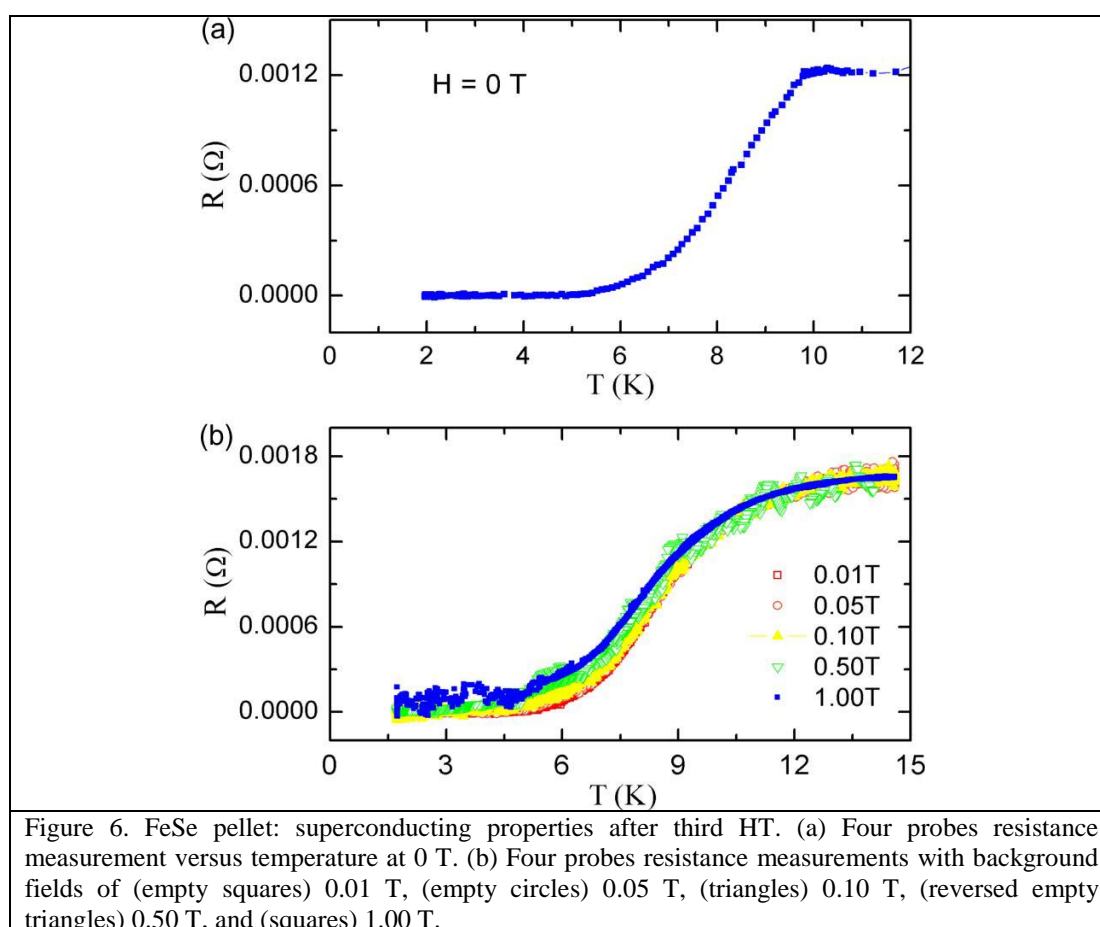 (a)
H = 0 T
R (Ω)
0.0012
0.0006
0.0000
0 2 4 6 8 10 12
T (K)
(b)
R (Ω)
0.0018
0.0012
0.0006
0.0000
0.01T
0.05T
0.10T
0.50T
1.00T
0 3 6 9 12 15
T (K)
Figure 6. FeSe pellet: superconducting properties after third HT. (a) Four probes resistance
measurement versus temperature at 0 T. (b) Four probes resistance measurements with background
fields of (empty squares) 0.01 T, (empty circles) 0.05 T, (triangles) 0.10 T, (reversed empty
triangles) 0.50 T, and (squares) 1.00 T.